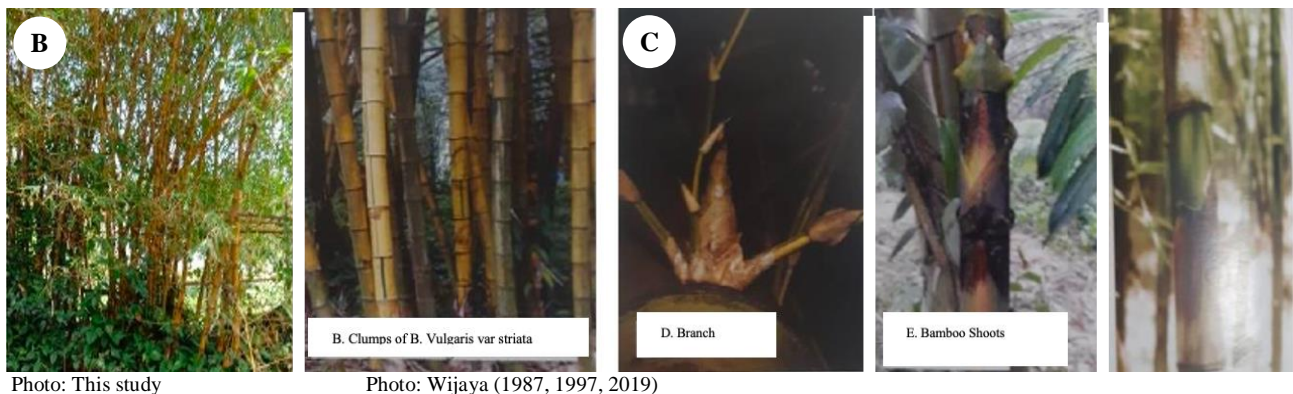 B
C
B. Clumps of B. Vulgaris var striata
D. Branch
E. Bamboo Shoots
Photo: This study
Photo: Wijaya (1987, 1997, 2019)